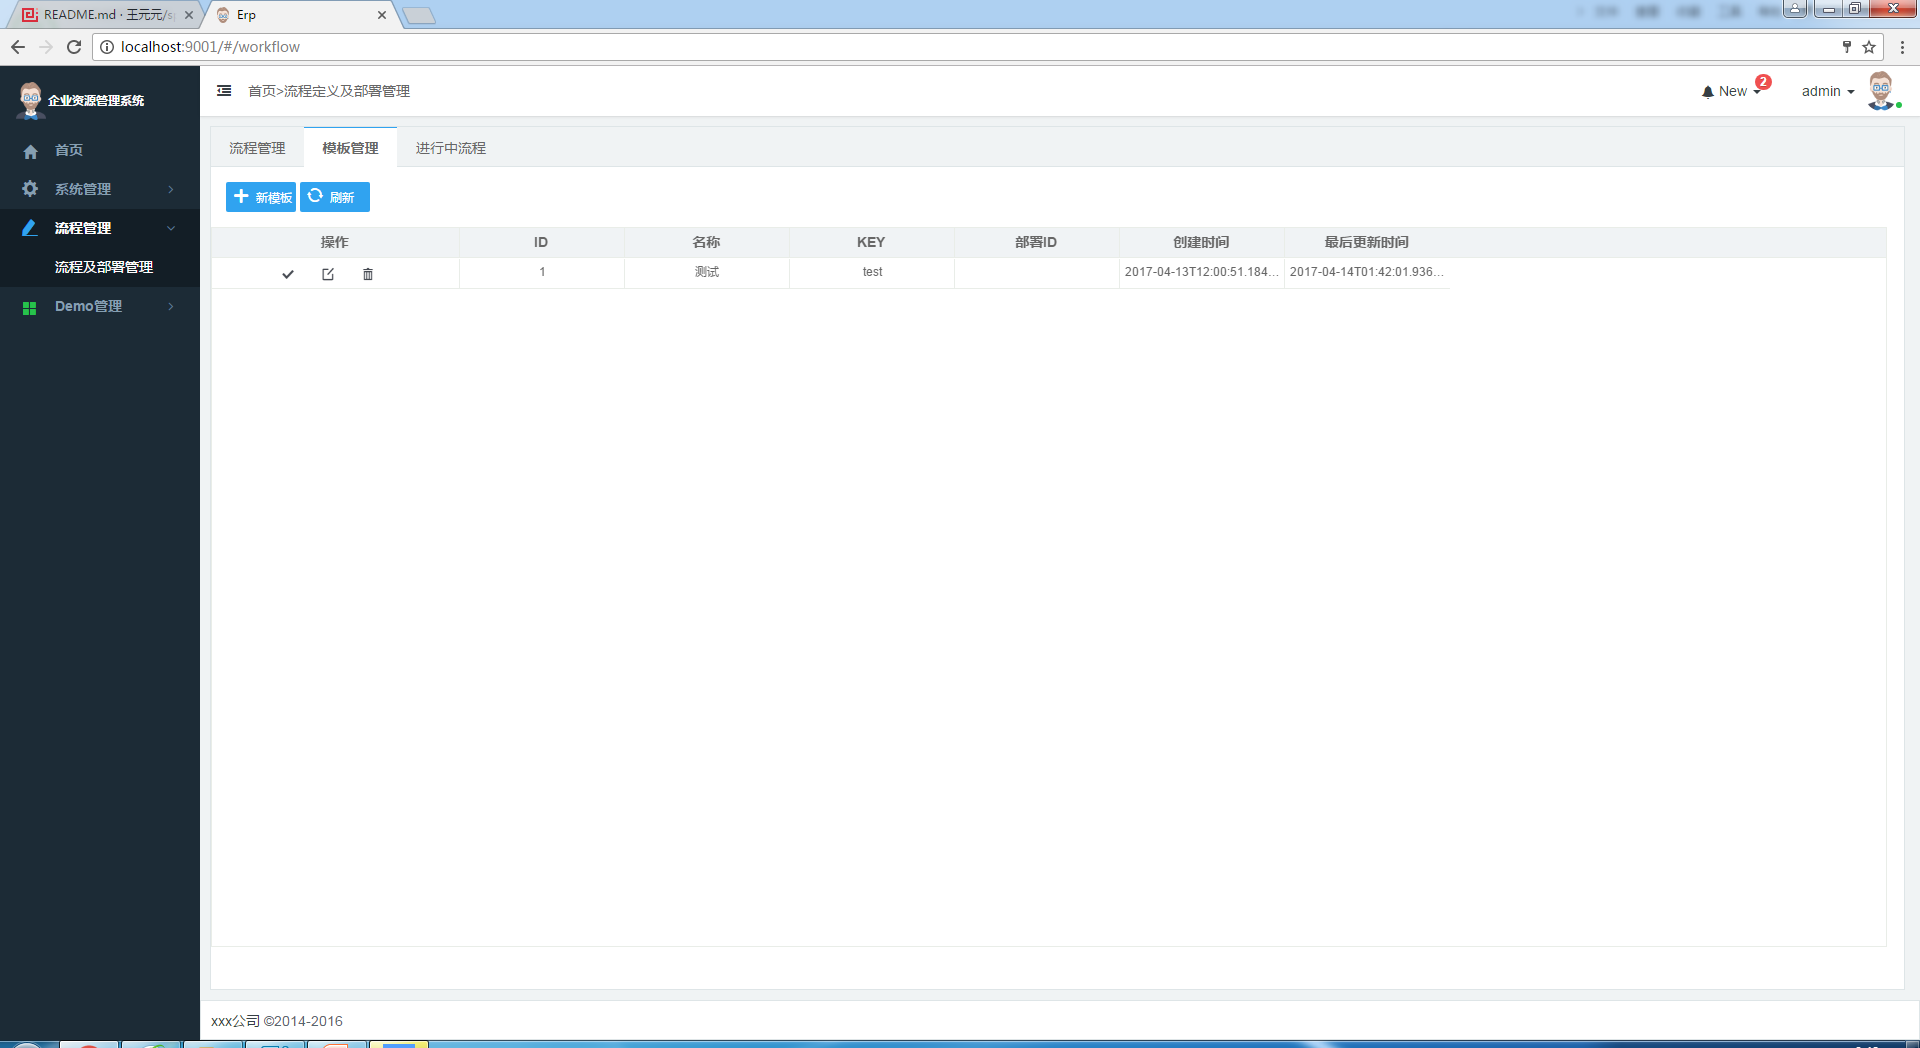 README.md · 王元元/s
Erp
localhost:9001/#/workflow
企业资源管理系统
首页>流程定义及部署管理
New
2
admin
首页
系统管理
流程管理
流程及部署管理
Demo管理
流程管理
模板管理
进行中流程
新模板
刷新
操作
ID
名称
KEY
部署ID
创建时间
最后更新时间
1
测试
test
2017-04-13T12:00:51.184...
2017-04-14T01:42:01.936...
xxx公司 ©2014-2016